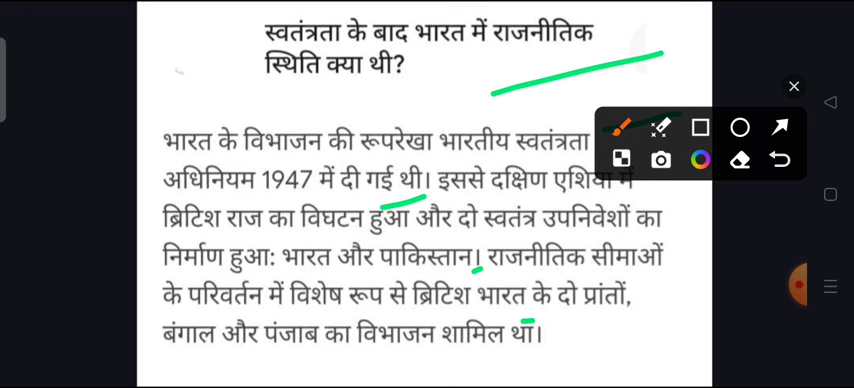 स्वतंत्रता के बाद भारत में राजनीतिक
स्थिति क्या थी?
भारत के विभाजन की रूपरेखा भारतीय स्वतंत्रता
अधिनियम 1947 में दी गई थी। इससे दक्षिण एशिया में
ब्रिटिश राज का विघटन हुआ और दो स्वतंत्र उपनिवेशों का
निर्माण हुआ: भारत और पाकिस्तान। राजनीतिक सीमाओं
के परिवर्तन में विशेष रूप से ब्रिटिश भारत के दो प्रांतों,
बंगाल और पंजाब का विभाजन शामिल था।